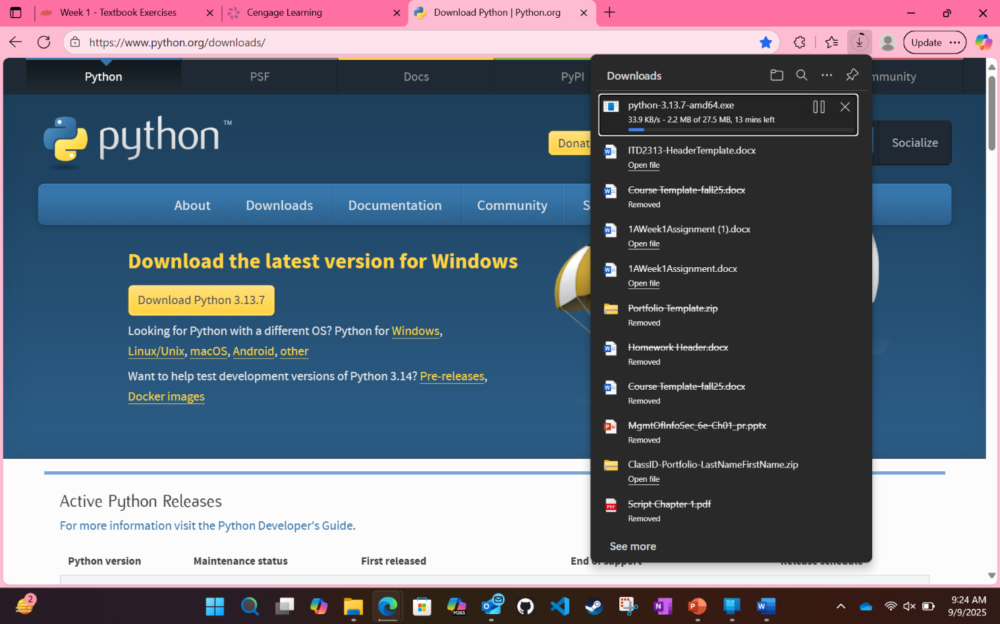 Week 1 - Textbook Exercises
Cengage Learning
Download Python | Python.org
https://www.python.org/downloads/
Update
Python
PSF
Docs
PyPI
mmunity
python™
Donat
Socialize
About
Downloads
Documentation
Community
S
Download the latest version for Windows
Download Python 3.13.7
Looking for Python with a different OS? Python for Windows,
Linux/Unix, macOS, Android, other
Want to help test development versions of Python 3.14? Pre-releases,
Docker images
Active Python Releases
For more information visit the Python Developer's Guide.
Python version
Maintenance status
First released
End of support
Release schedule
Downloads
python-3.13.7-amd64.exe
33.9 KB/s - 2.2 MB of 27.5 MB, 13 mins left
ITD2313-HeaderTemplate.docx
Open file
Course Template-fall25.docx
Removed
1AWeek1Assignment (1).docx
Open file
1AWeek1Assignment.docx
Open file
Portfolio Template.zip
Removed
Homework Header.docx
Removed
Course Template-fall25.docx
Removed
MgmtOfInfoSec_6e-Ch01_pr.pptx
Removed
ClassID-Portfolio-LastNameFirstName.zip
Open file
PDF
Script Chapter 1.pdf
Removed
See more
2
M365
9:24 AM
9/9/2025